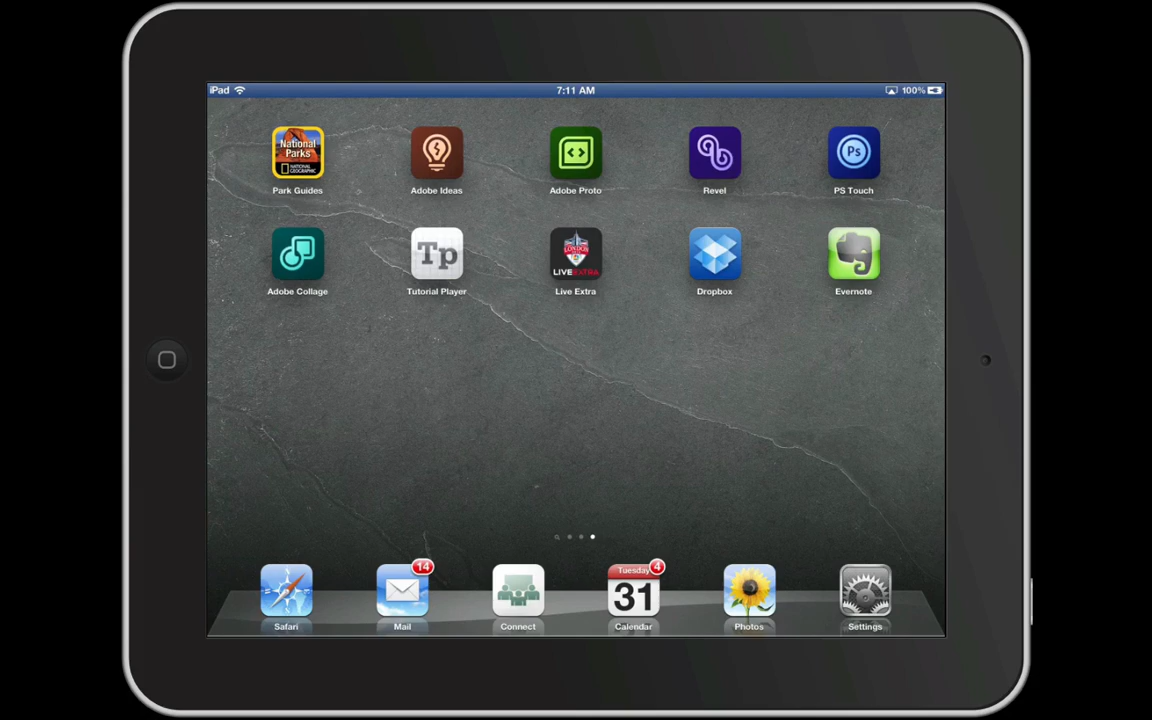 iPad
7:11 AM
100%
National
Parks
NATIONAL
GEOGRAPHIC
Ps
Park Guides
Adobe Ideas
Adobe Proto
Revel
PS Touch
Tp
LONDON
LIVE EXTRA
Adobe Collage
Tutorial Player
Live Extra
Dropbox
Evernote
14
Tuesday
4
31
Safari
Mail
Connect
Calendar
Photos
Settings